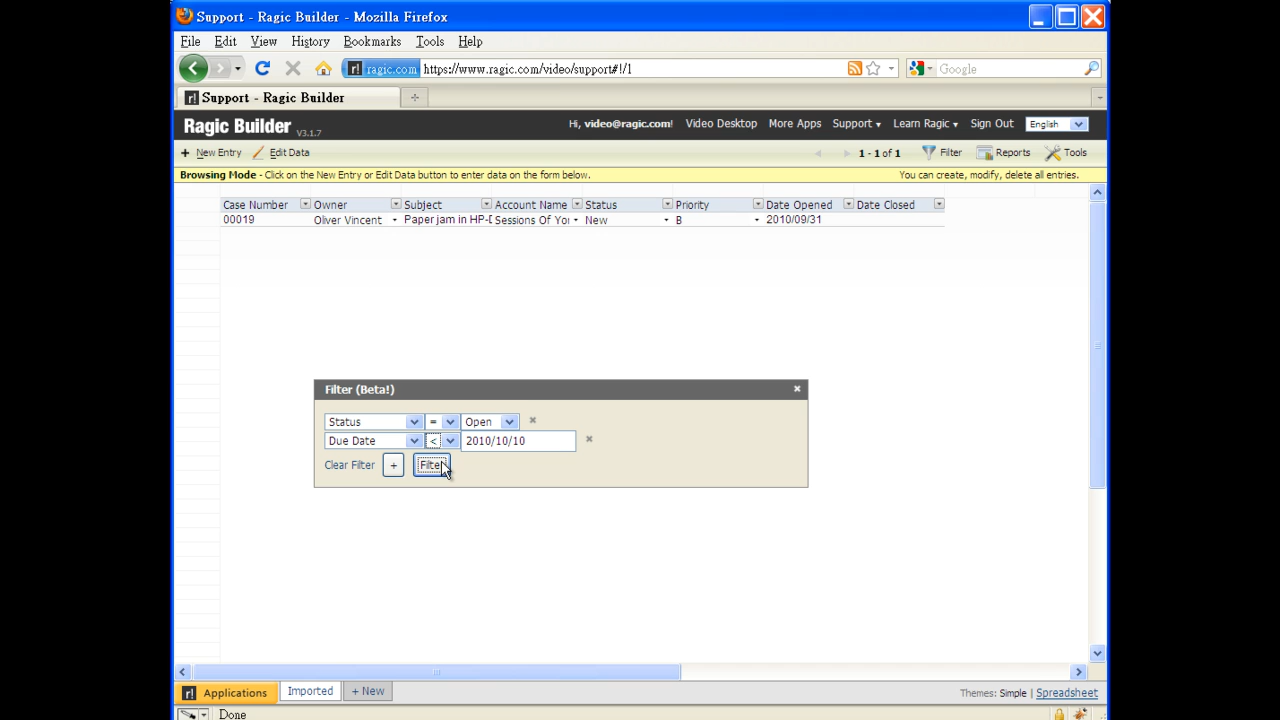 Support - Ragic Builder - Mozilla Firefox
File Edit View History Bookmarks Tools Help
r! ragic.com https://www.ragic.com/video/support#!/1 Google
r! Support - Ragic Builder
Ragic Builder V3.1.7 Hi, video@ragic.com! Video Desktop More Apps Support Learn Ragic Sign Out English
+ New Entry Edit Data 1 - 1 of 1 Filter Reports Tools
Browsing Mode - Click on the New Entry or Edit Data button to enter data on the form below. You can create, modify, delete all entries.
Case Number Owner Subject Account Name Status Priority Date Opened Date Closed
00019 Oliver Vincent Paper jam in HP-D Sessions Of You New B 2010/09/31
Filter (Beta!)
Status = Open
Due Date < 2010/10/10
Clear Filter + Filter
r! Applications Imported + New Themes: Simple | Spreadsheet
Done